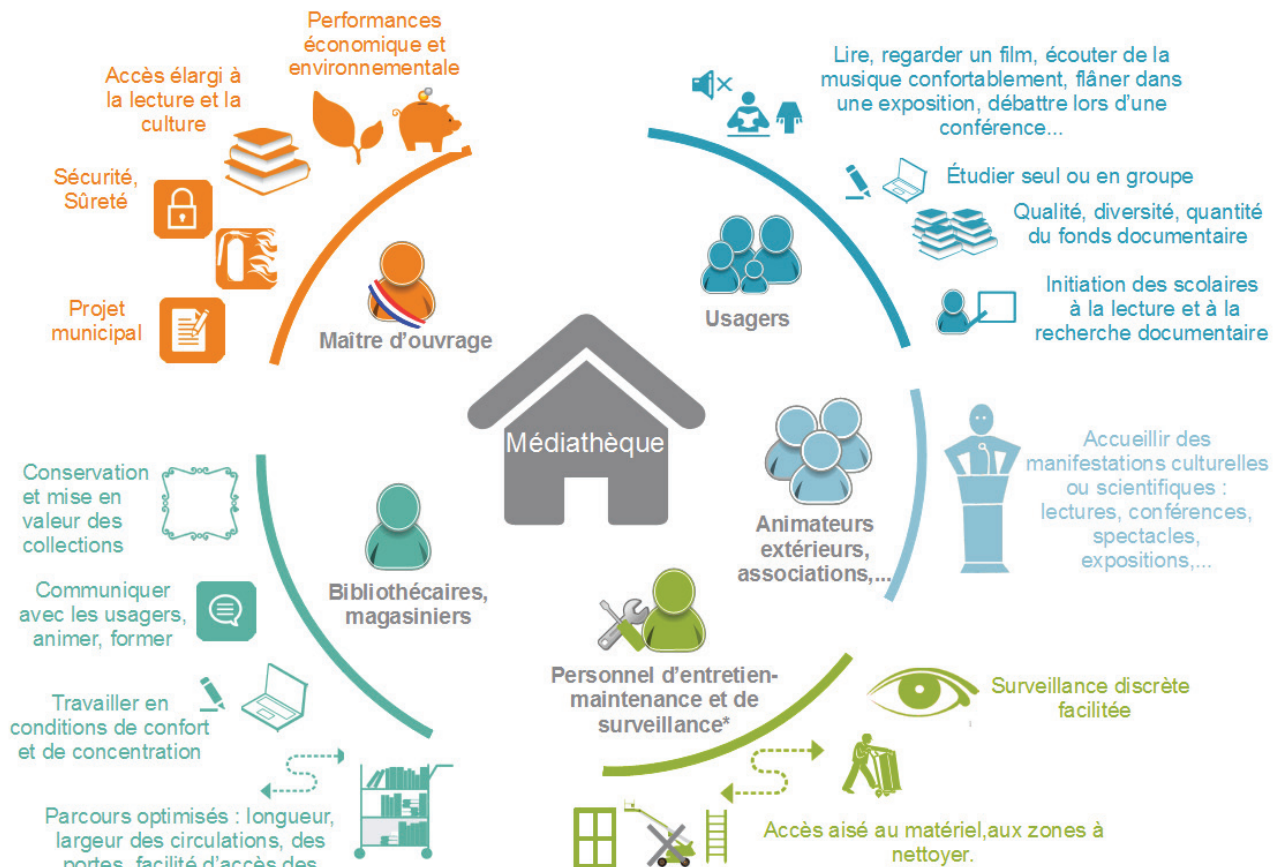 Performances
économique et
environnementale
Accès élargi à
la lecture et la
culture
Sécurité,
Sûreté
Projet
municipal
Maître d'ouvrage
Lire, regarder un film, écouter de la
musique confortablement, flâner dans
une exposition, débattre lors d'une
conférence...
Étudier seul ou en groupe
Qualité, diversité, quantité
du fonds documentaire
Initiation des scolaires
à la lecture et à la
recherche documentaire
Usagers
Médiathèque
Accueillir des
manifestations culturelles
ou scientifiques :
lectures, conférences,
spectacles,
expositions,...
Animateurs
extérieurs,
associations,...
Conservation
et mise en
valeur des
collections
Communiquer
avec les usagers,
animer, former
Travailler en
conditions de confort
et de concentration
Parcours optimisés : longueur,
largeur des circulations, des
portes, facilité d'accès des
Bibliothécaires,
magasiniers
Personnel d'entretien-
maintenance et de
surveillance*
Surveillance discrète
facilitée
Accès aisé au matériel,aux zones à
nettoyer.